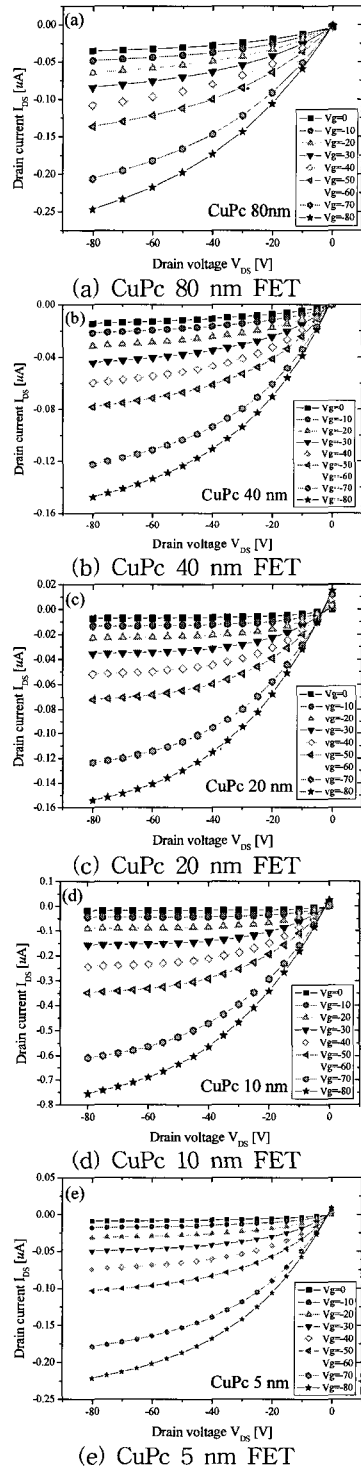 (a)
0.00
-0.05
-0.10
-0.15
-0.20
-0.25
Drain current I_DS [uA]
Vg=0
Vg=-10
Vg=-20
Vg=-30
Vg=-40
Vg=-50
Vg=-60
Vg=-70
Vg=-80
CuPc 80nm
-80 -60 -40 -20 0
Drain voltage V_DS [V]
(a) CuPc 80 nm FET
(b)
0.00
-0.04
-0.08
-0.12
-0.16
Drain current I_DS [uA]
Vg=0
Vg=-10
Vg=-20
Vg=-30
Vg=-40
Vg=-50
Vg=-60
Vg=-70
Vg=-80
CuPc 40 nm
-80 -60 -40 -20 0
Drain voltage V_DS [V]
(b) CuPc 40 nm FET
(c)
0.02
0.00
-0.02
-0.04
-0.06
-0.08
-0.10
-0.12
-0.14
-0.16
Drain current I_DS [uA]
Vg=0
vg=-10
vg=-20
vg=-30
vg=-40
vg=-50
vg=-60
vg=-70
vg=-80
CuPc 20 nm
-80 -60 -40 -20 0
Drain voltage V_DS [V]
(c) CuPc 20 nm FET
(d)
0.1
0.0
-0.1
-0.2
-0.3
-0.4
-0.5
-0.6
-0.7
-0.8
Drain current I_DS [uA]
Vg=0
Vg=-10
Vg=-20
Vg=-30
Vg=-40
Vg=-50
Vg=-60
Vg=-70
Vg=-80
CuPc 10 nm
-80 -60 -40 -20 0
Drain voltage V_DS [V]
(d) CuPc 10 nm FET
(e)
0.05
0.00
-0.05
-0.10
-0.15
-0.20
-0.25
Drain current I_DS [uA]
Vg=0
Vg=-10
Vg=-20
Vg=-30
Vg=-40
Vg=-50
Vg=-60
Vg=-70
Vg=-80
CuPc 5 nm
-80 -60 -40 -20 0
Drain voltage V_DS [V]
(e) CuPc 5 nm FET